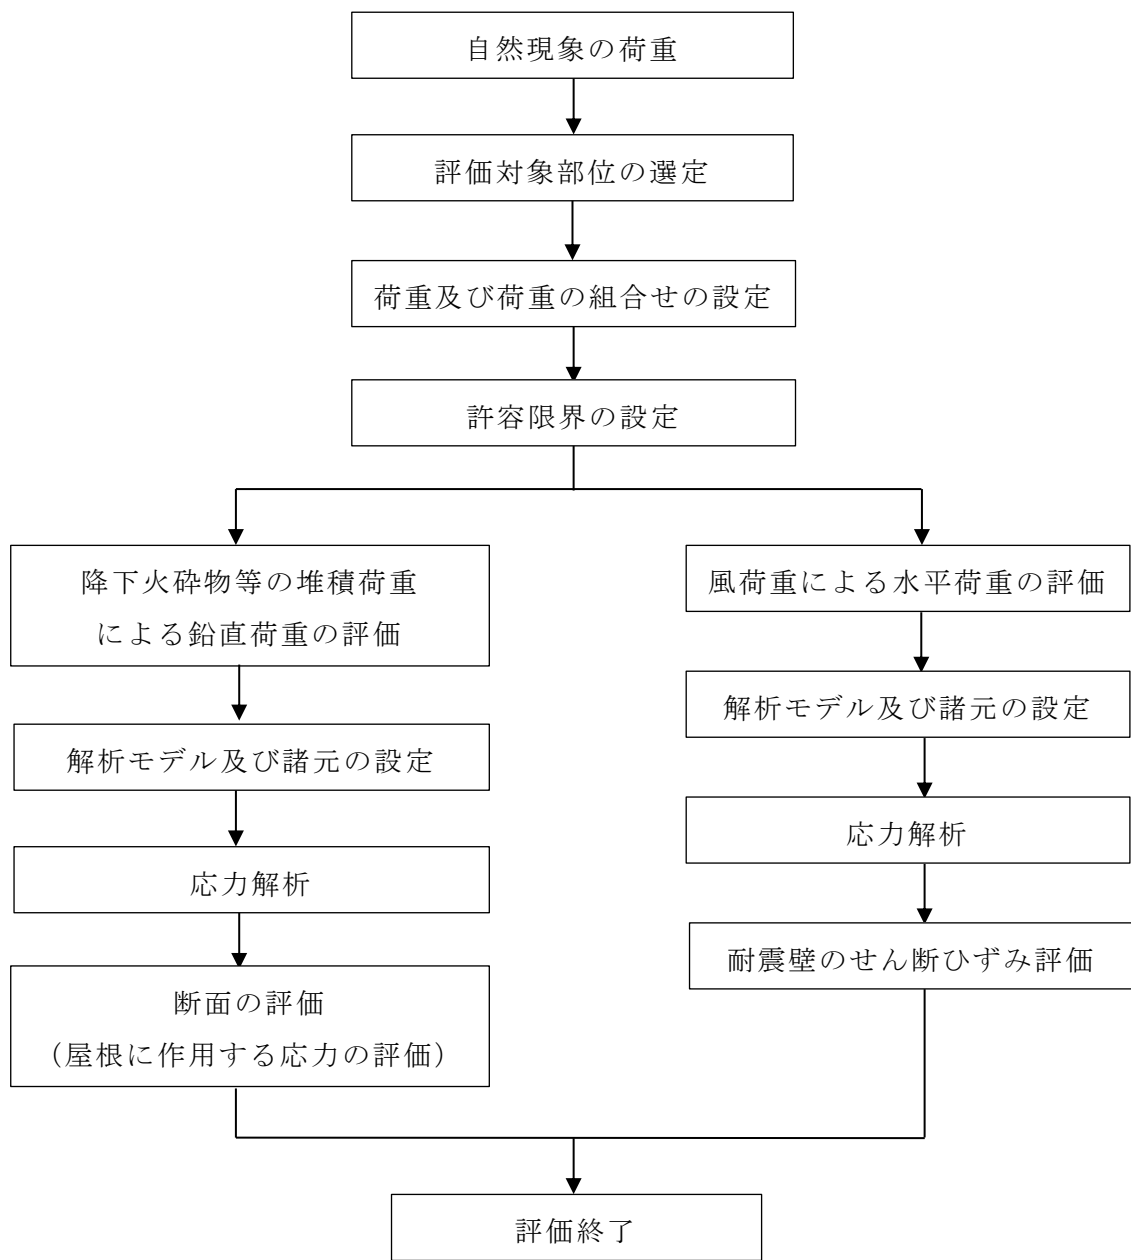 自然現象の荷重
評価対象部位の選定
荷重及び荷重の組合せの設定
許容限界の設定
降下火砕物等の堆積荷重
による鉛直荷重の評価
解析モデル及び諸元の設定
応力解析
断面の評価
（屋根に作用する応力の評価）
風荷重による水平荷重の評価
解析モデル及び諸元の設定
応力解析
耐震壁のせん断ひずみ評価
評価終了